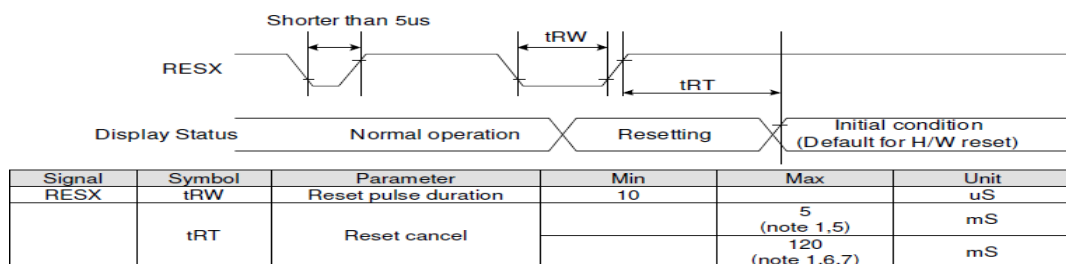 Shorter than 5us
tRW
RESX
tRT
Display Status
Normal operation
Resetting
Initial condition
(Default for H/W reset)
Signal Symbol Parameter Min Max Unit
RESX tRW Reset pulse duration 10 uS
tRT Reset cancel
5
(note 1,5)
mS
120
(note 1,6,7)
mS